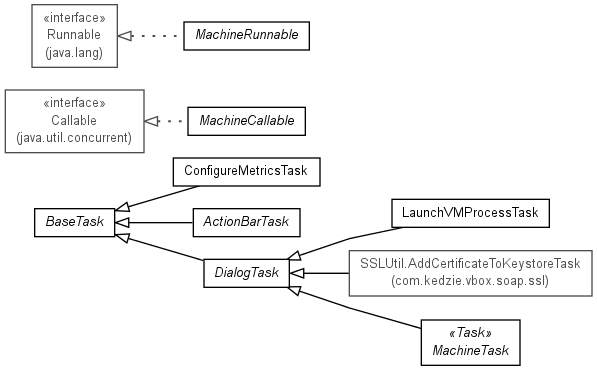 «interface»
Runnable
(java.lang)
MachineRunnable
«interface»
Callable
(java.util.concurrent)
MachineCallable
ConfigureMetricsTask
BaseTask
ActionBarTask
LaunchVMProcessTask
DialogTask
SSLUtil.AddCertificateToKeystoreTask
(com.kedzie.vbox.soap.ssl)
«Task»
MachineTask